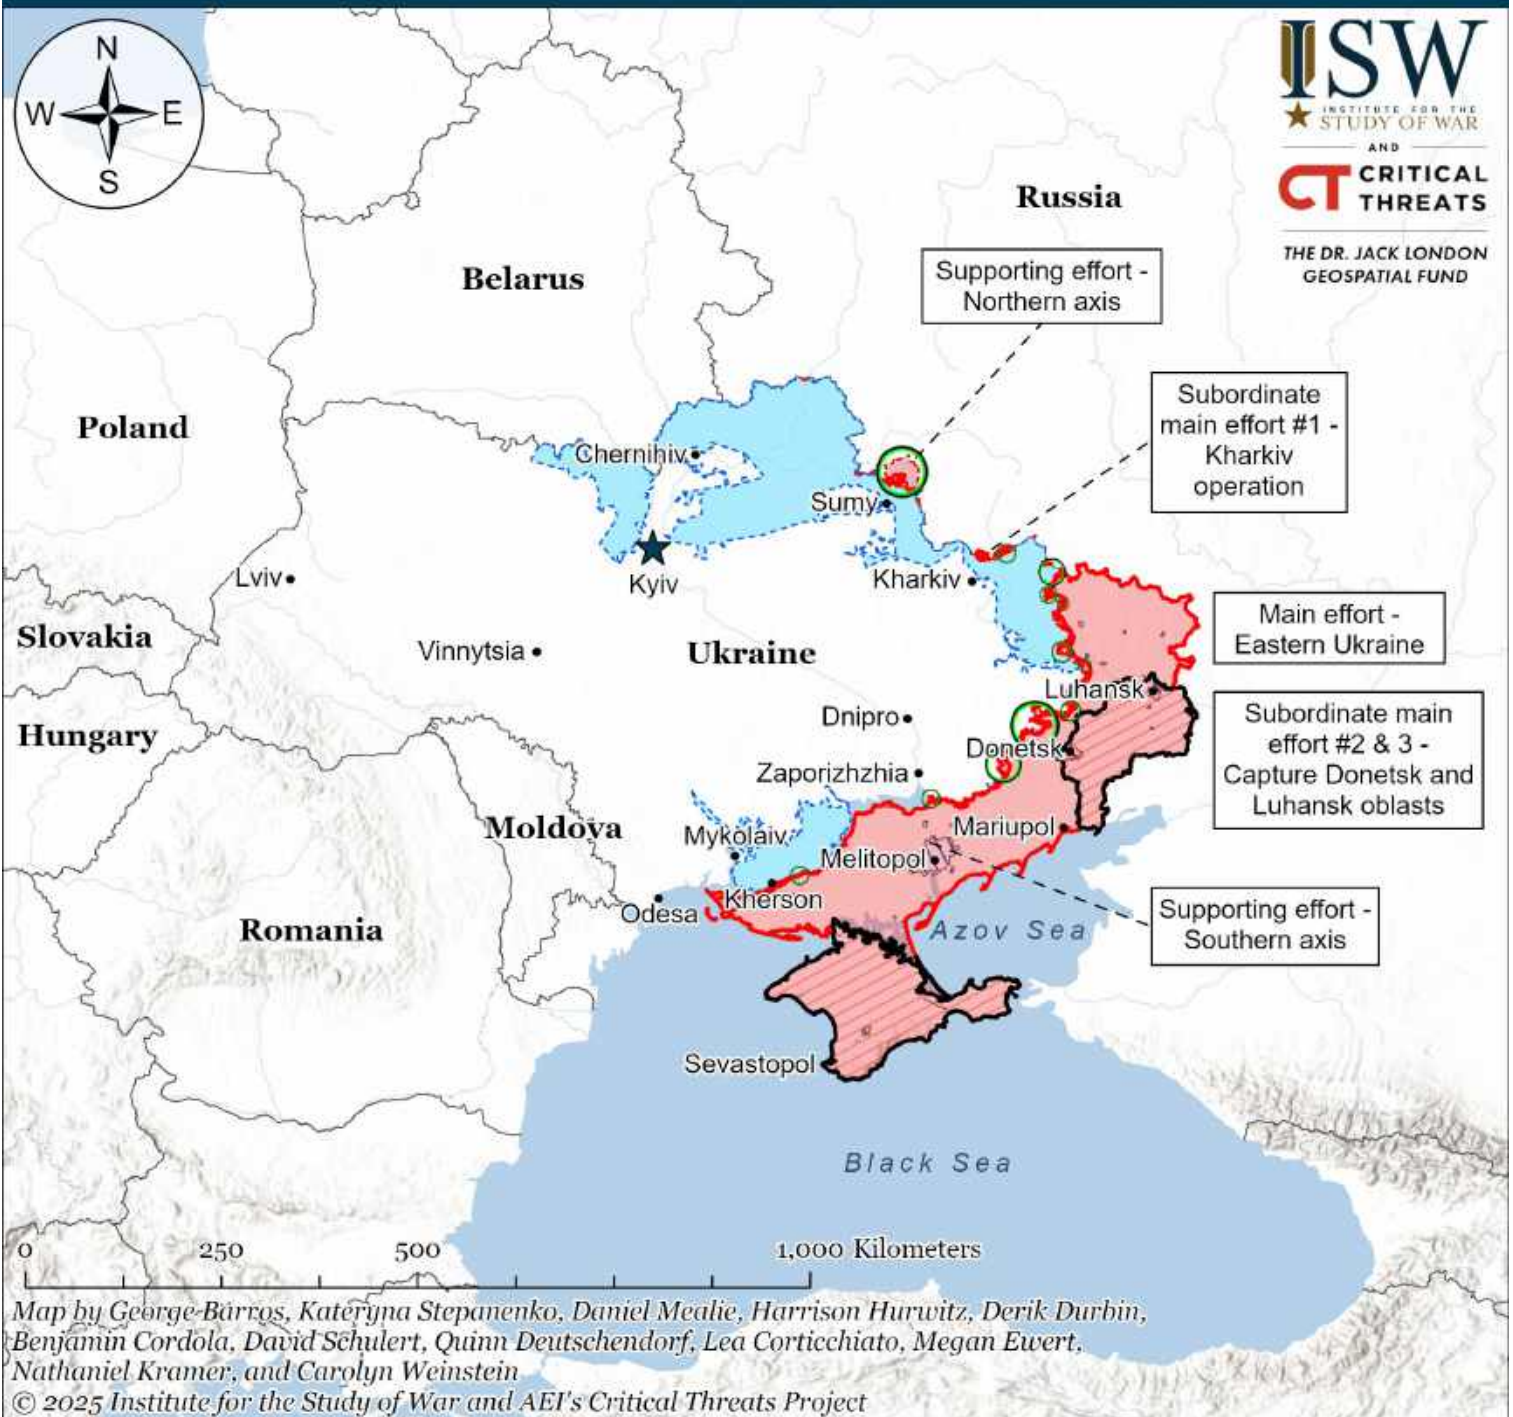 N
W
E
S
ISW
INSTITUTE FOR THE
STUDY OF WAR
AND
CT CRITICAL
THREATS
THE DR. JACK LONDON
GEOSPATIAL FUND
Russia
Supporting effort -
Northern axis
Belarus
Subordinate
main effort #1 -
Kharkiv
operation
Poland
Chernihiv
Sumy
Kyiv
Kharkiv
Lviv
Slovakia
Vinnytsia
Ukraine
Main effort -
Eastern Ukraine
Luhansk
Subordinate main
effort #2 & 3 -
Capture Donetsk and
Luhansk oblasts
Hungary
Dnipro
Donetsk
Zaporizhzhia
Moldova
Mykolaiv
Mariupol
Melitopol
Kherson
Odesa
Supporting effort -
Southern axis
Romania
Azov Sea
Sevastopol
Black Sea
0 250 500 1,000 Kilometers
Map by George Barros, Kateryna Stepanenko, Daniel Mealie, Harrison Hurwitz, Derik Durbin,
Benjamin Cordola, David Schulert, Quinn Deutschendorf, Lea Corticchiato, Megan Ewert,
Nathaniel Kramer, and Carolyn Weinstein
© 2025 Institute for the Study of War and AEI's Critical Threats Project